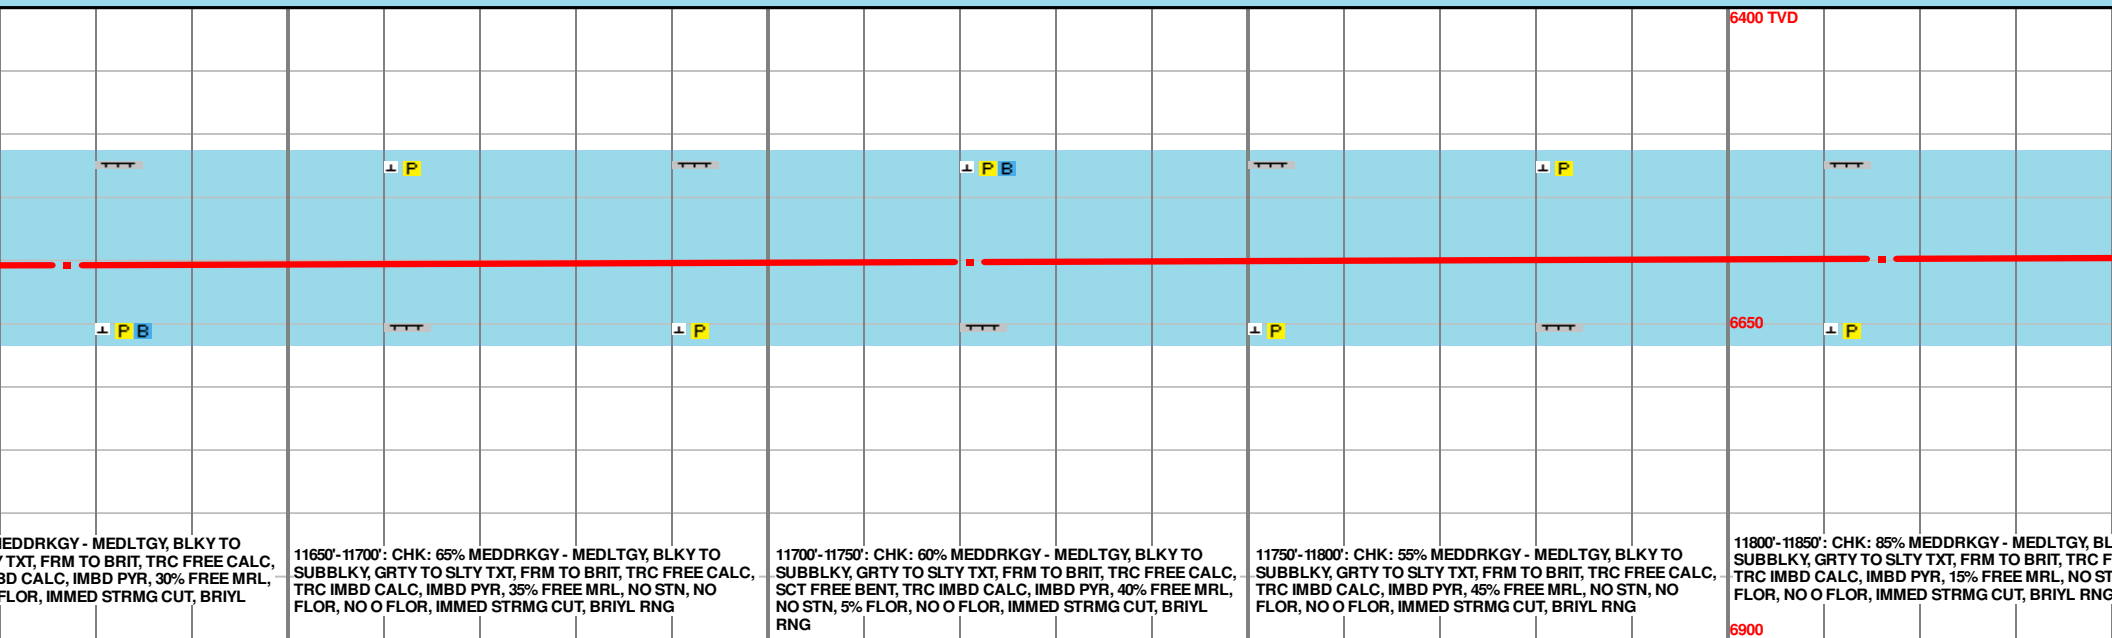 6400 TVD
P
P B
P
6650
P B
P
P
P
MEDDRKGY - MEDLTGY, BLKY TO
TXT, FRM TO BRIT, TRC FREE CALC,
CALC, IMBD PYR, 30% FREE MRL,
FLOR, IMMED STRMG CUT, BRIYL
11650'-11700': CHK: 65% MEDDRKGY - MEDLTGY, BLKY TO
SUBBLKY, GRTY TO SLTY TXT, FRM TO BRIT, TRC FREE CALC,
TRC IMBD CALC, IMBD PYR, 35% FREE MRL, NO STN, NO
FLOR, NO O FLOR, IMMED STRMG CUT, BRIYL RNG
11700'-11750': CHK: 60% MEDDRKGY - MEDLTGY, BLKY TO
SUBBLKY, GRTY TO SLTY TXT, FRM TO BRIT, TRC FREE CALC,
SCT FREE BENT, TRC IMBD CALC, IMBD PYR, 40% FREE MRL,
NO STN, 5% FLOR, NO O FLOR, IMMED STRMG CUT, BRIYL
RNG
11750'-11800': CHK: 55% MEDDRKGY - MEDLTGY, BLKY TO
SUBBLKY, GRTY TO SLTY TXT, FRM TO BRIT, TRC FREE CALC,
TRC IMBD CALC, IMBD PYR, 45% FREE MRL, NO STN, NO
FLOR, NO O FLOR, IMMED STRMG CUT, BRIYL RNG
11800'-11850': CHK: 85% MEDDRKGY - MEDLTGY, BL
SUBBLKY, GRTY TO SLTY TXT, FRM TO BRIT, TRC F
TRC IMBD CALC, IMBD PYR, 15% FREE MRL, NO ST
FLOR, NO O FLOR, IMMED STRMG CUT, BRIYL RNG
6900